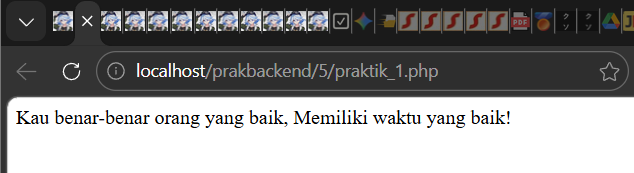 localhost/prakbackend/5/praktik_1.php
Kau benar-benar orang yang baik, Memiliki waktu yang baik!